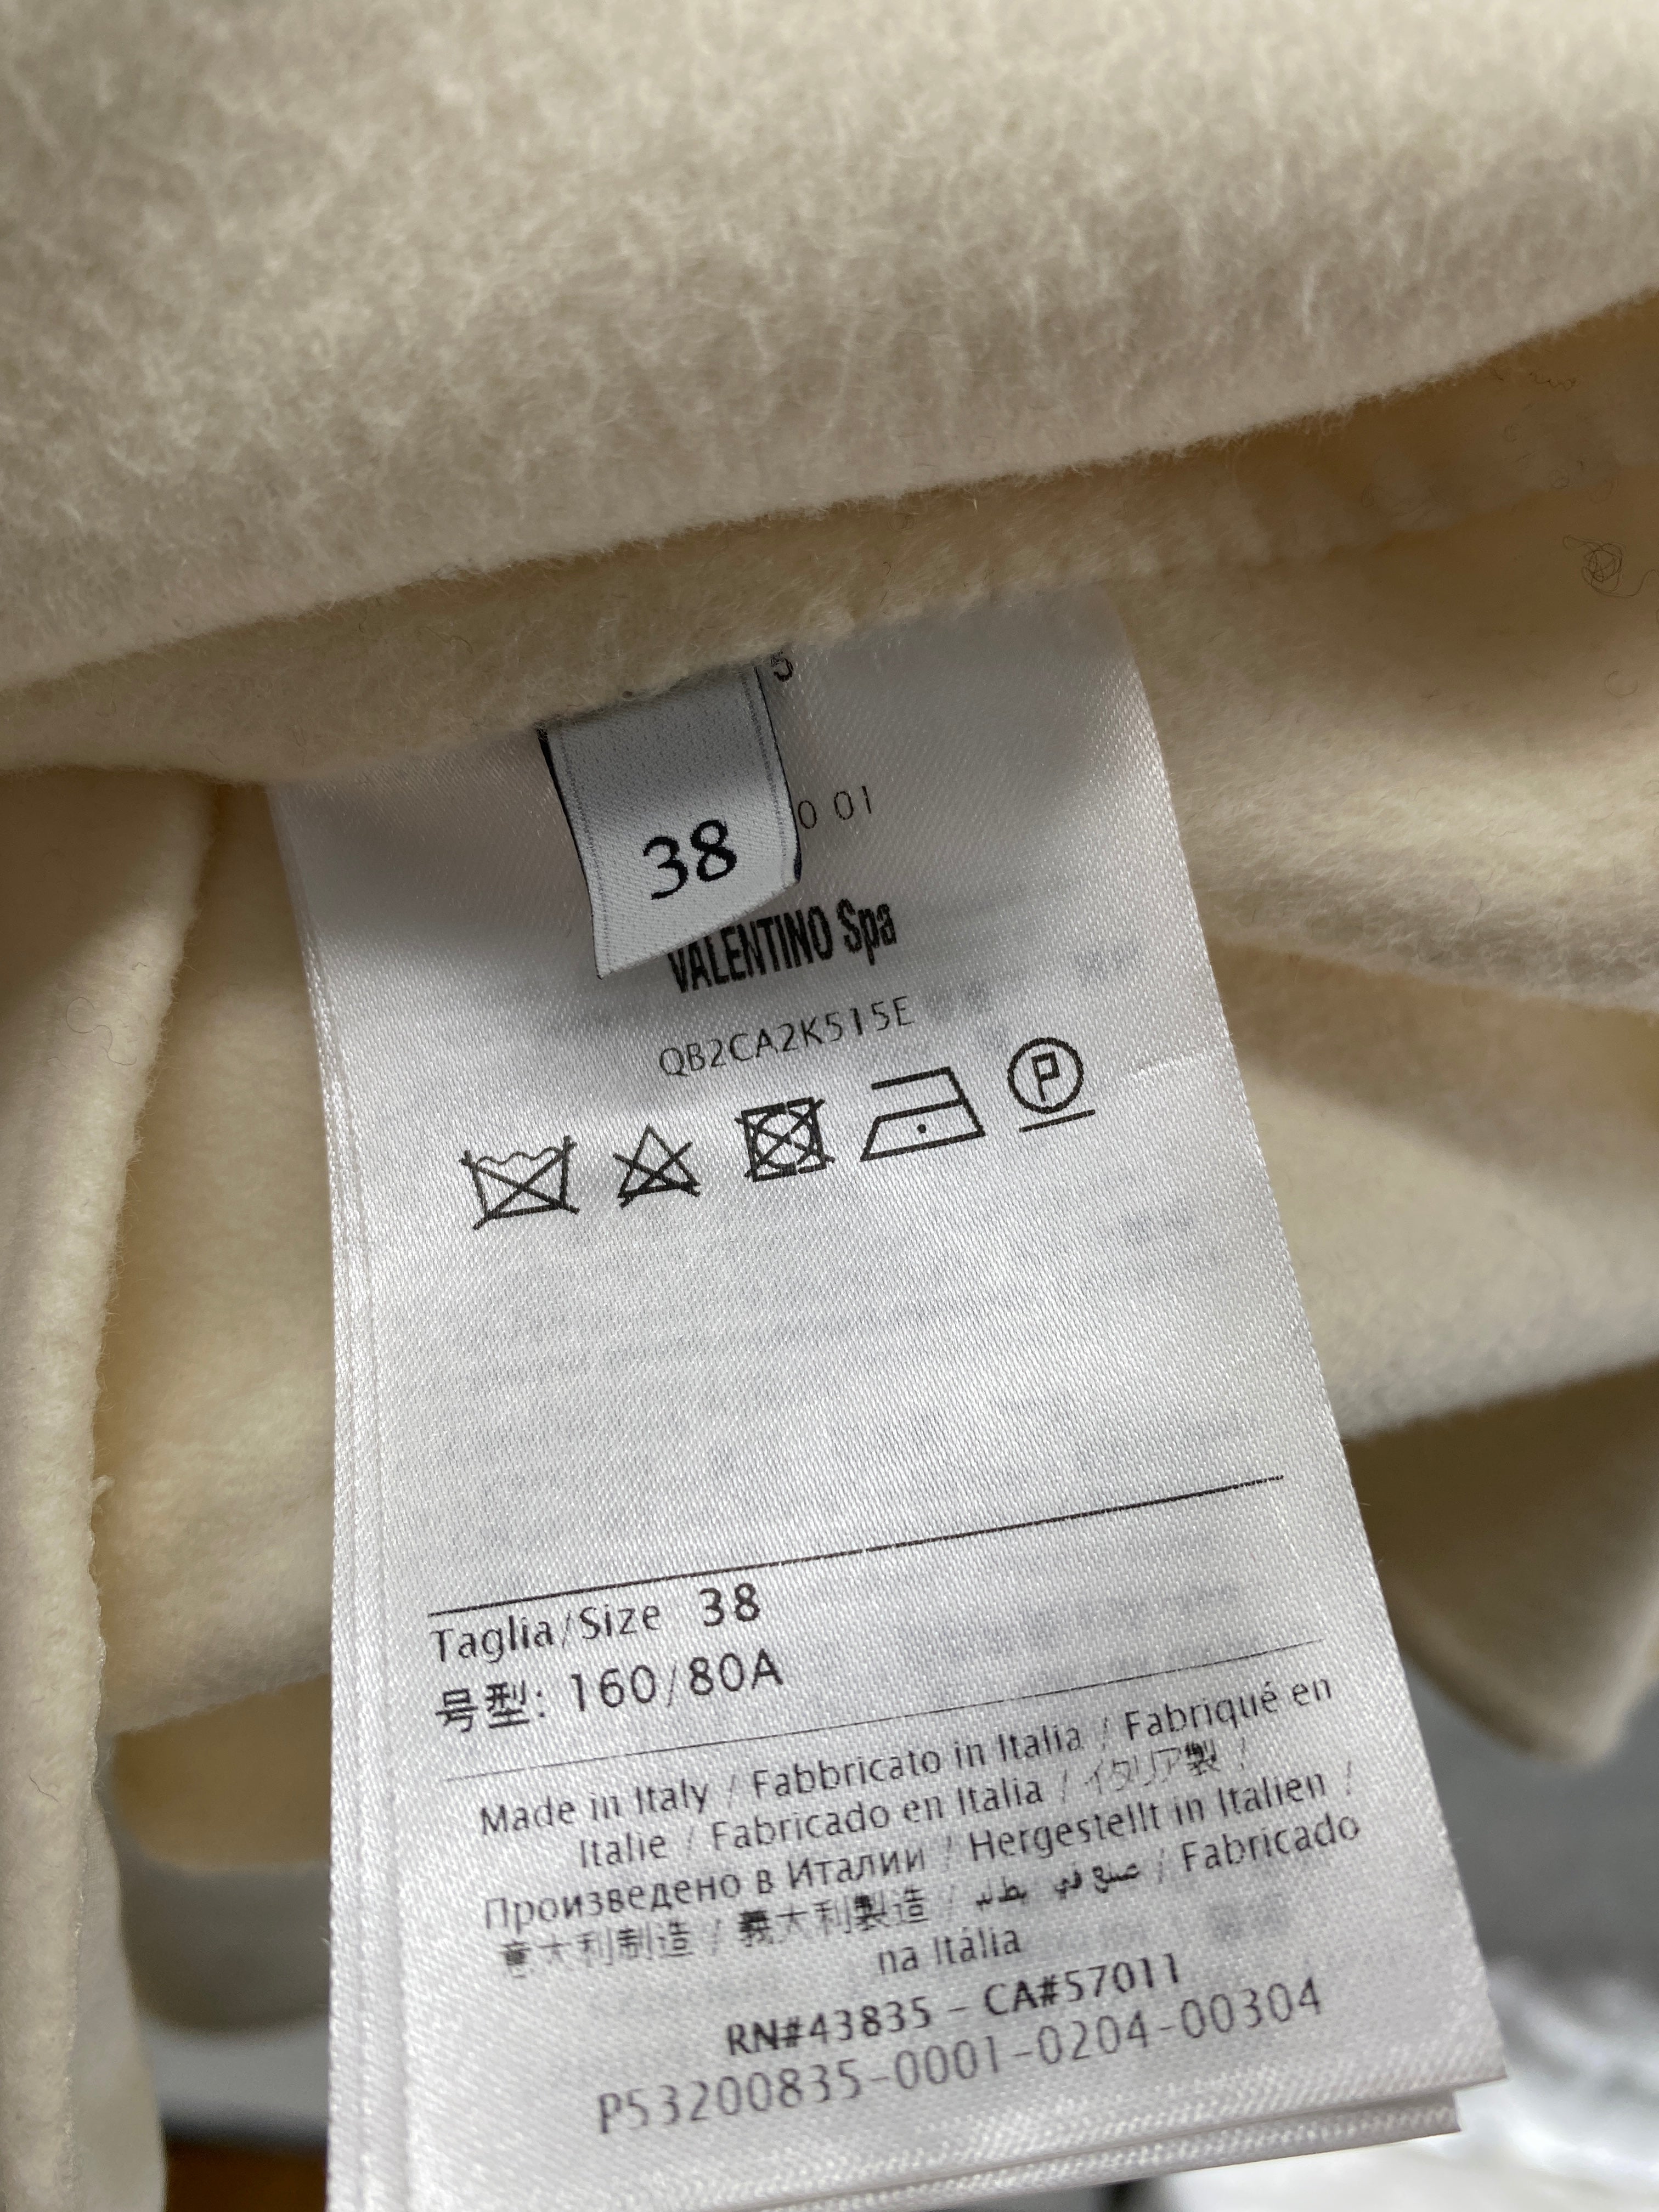 5
38
0 01
VALENTINO Spa
QB2CA2K515E
P
Taglia/Size 38
号型: 160/80A
Made in Italy / Fabbricato in Italia / Fabriqué en
Italie / Fabricado en Italia / イタリア製 /
Произведено в Италии / Hergestellt in Italien /
意大利制造 / 義大利製造 / صنع في / Fabricado
na Itália
RN#43835 – CA#57011
P53200835-0001-0204-00304